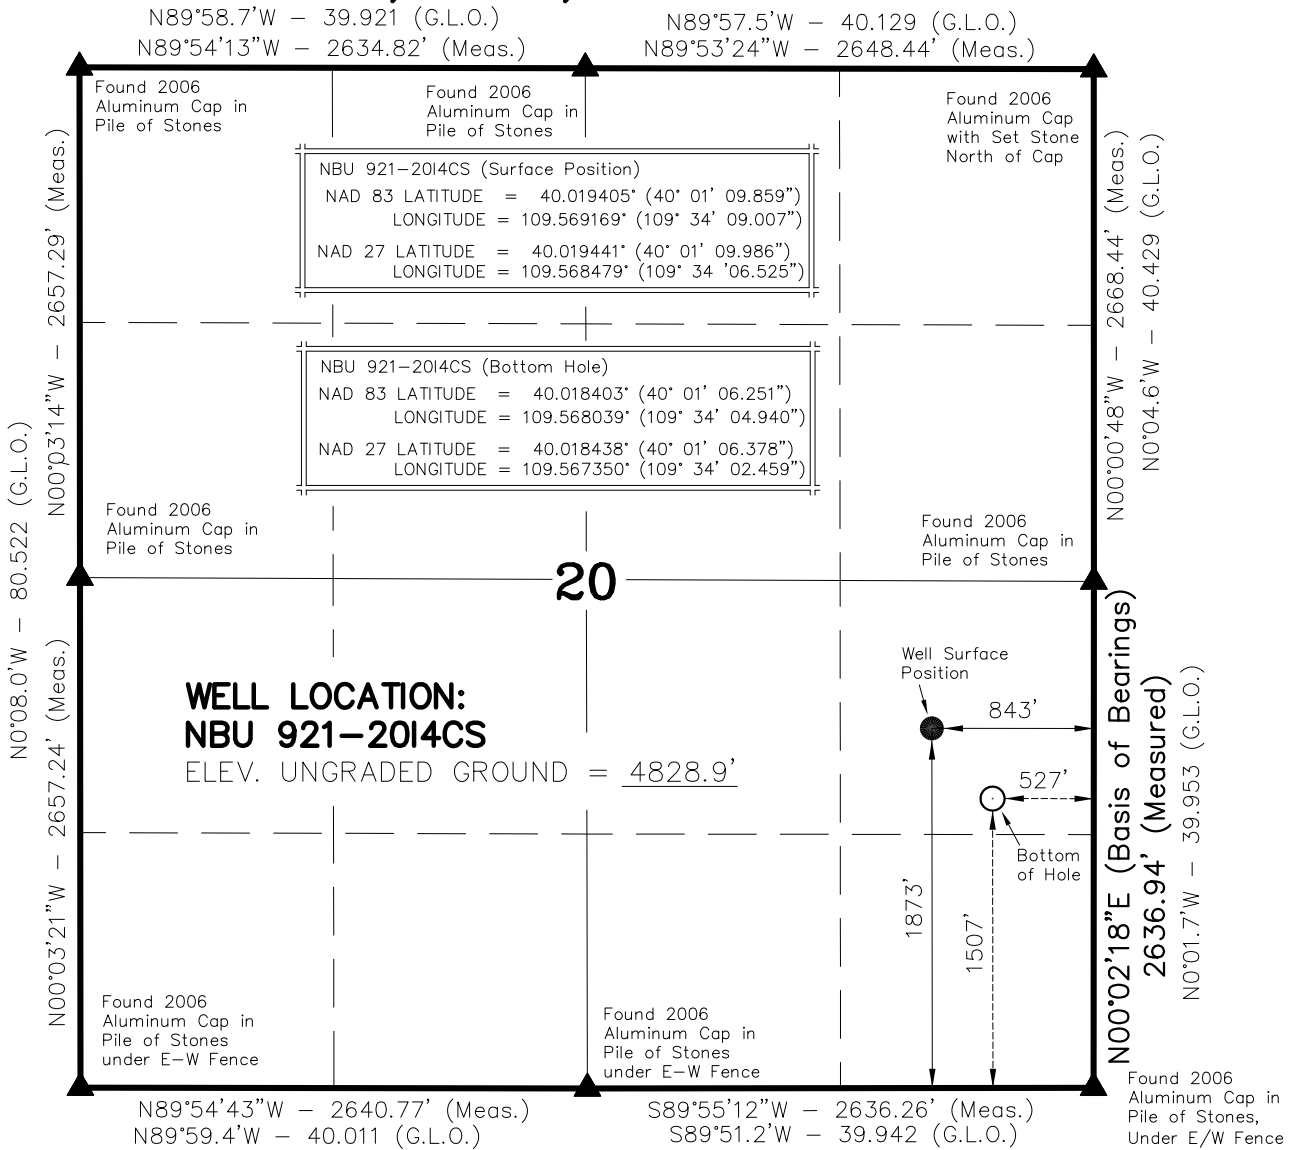 N89°58.7'W – 39.921 (G.L.O.)
N89°54'13"W – 2634.82' (Meas.)
N89°57.5'W – 40.129 (G.L.O.)
N89°53'24"W – 2648.44' (Meas.)
Found 2006
Aluminum Cap in
Pile of Stones
Found 2006
Aluminum Cap in
Pile of Stones
Found 2006
Aluminum Cap
with Set Stone
North of Cap
NBU 921–20I4CS (Surface Position)
NAD 83 LATITUDE = 40.019405° (40° 01' 09.859")
LONGITUDE = 109.569169° (109° 34' 09.007")
NAD 27 LATITUDE = 40.019441° (40° 01' 09.986")
LONGITUDE = 109.568479° (109° 34 '06.525")
NBU 921–20I4CS (Bottom Hole)
NAD 83 LATITUDE = 40.018403° (40° 01' 06.251")
LONGITUDE = 109.568039° (109° 34' 04.940")
NAD 27 LATITUDE = 40.018438° (40° 01' 06.378")
LONGITUDE = 109.567350° (109° 34' 02.459")
N00°03'14"W – 2657.29' (Meas.)
N0°08.0'W – 80.522 (G.L.O.)
N00°03'21"W – 2657.24' (Meas.)
N00°00'48"W – 2668.44' (Meas.)
N0°04.6'W – 40.429 (G.L.O.)
Found 2006
Aluminum Cap in
Pile of Stones
Found 2006
Aluminum Cap in
Pile of Stones
20
WELL LOCATION:
NBU 921–20I4CS
ELEV. UNGRADED GROUND = 4828.9'
Well Surface
Position
843'
527'
Bottom
of Hole
1873'
1507'
N00°02'18"E (Basis of Bearings)
2636.94' (Measured)
N0°01.7'W – 39.953 (G.L.O.)
Found 2006
Aluminum Cap in
Pile of Stones
under E–W Fence
Found 2006
Aluminum Cap in
Pile of Stones
under E–W Fence
Found 2006
Aluminum Cap in
Pile of Stones,
Under E/W Fence
N89°54'43"W – 2640.77' (Meas.)
N89°59.4'W – 40.011 (G.L.O.)
S89°55'12"W – 2636.26' (Meas.)
S89°51.2'W – 39.942 (G.L.O.)